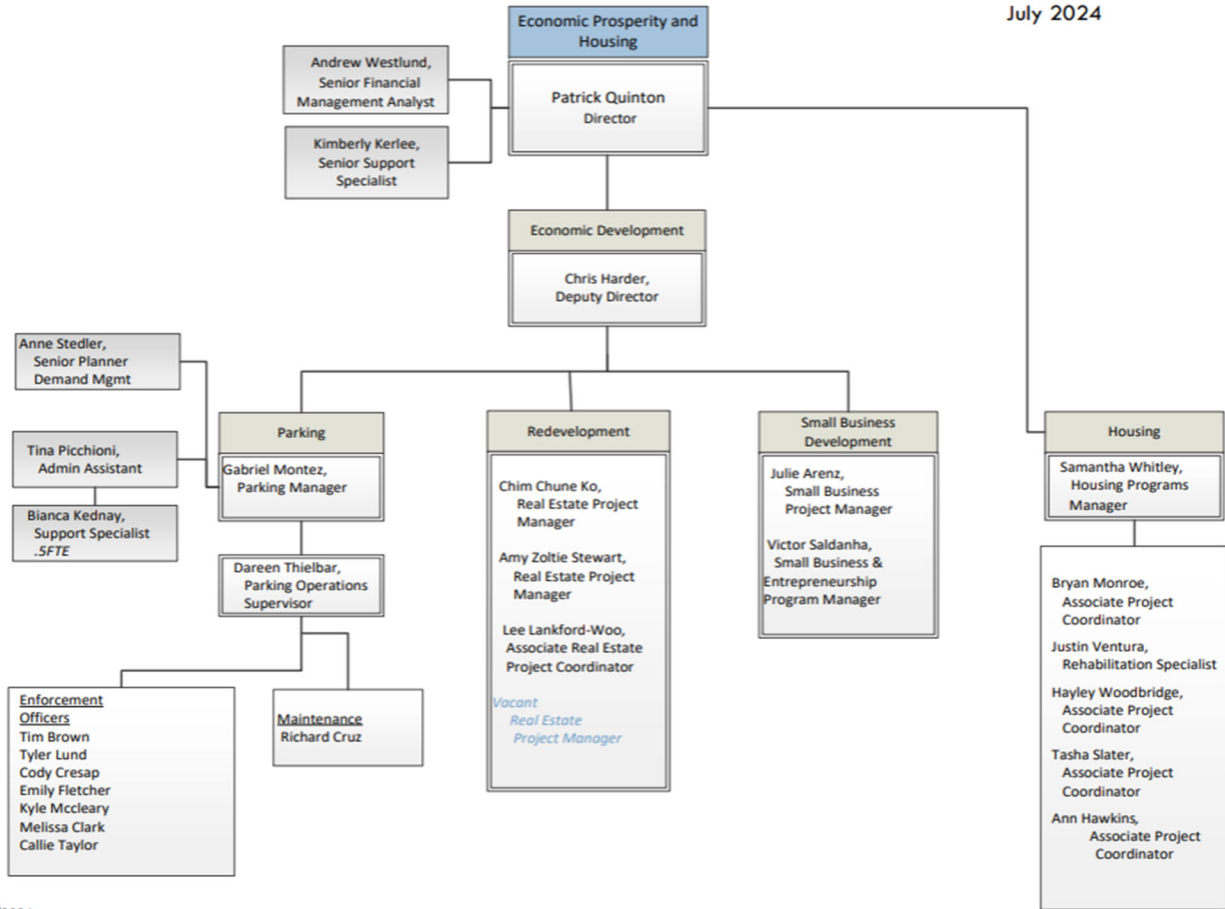 July 2024
Economic Prosperity and
Housing
Patrick Quinton
Director
Andrew Westlund,
Senior Financial
Management Analyst
Kimberly Kerlee,
Senior Support
Specialist
Economic Development
Chris Harder,
Deputy Director
Anne Stedler,
Senior Planner
Demand Mgmt
Tina Picchioni,
Admin Assistant
Bianca Kednay,
Support Specialist
.5FTE
Parking
Gabriel Montez,
Parking Manager
Dareen Thielbar,
Parking Operations
Supervisor
Enforcement
Officers
Tim Brown
Tyler Lund
Cody Cresap
Emily Fletcher
Kyle Mccleary
Melissa Clark
Callie Taylor
Maintenance
Richard Cruz
Redevelopment
Chim Chune Ko,
Real Estate Project
Manager
Amy Zoltie Stewart,
Real Estate Project
Manager
Lee Lankford-Woo,
Associate Real Estate
Project Coordinator
Vacant
Real Estate
Project Manager
Small Business
Development
Julie Arenz,
Small Business
Project Manager
Victor Saldanha,
Small Business &
Entrepreneurship
Program Manager
Housing
Samantha Whitley,
Housing Programs
Manager
Bryan Monroe,
Associate Project
Coordinator
Justin Ventura,
Rehabilitation Specialist
Hayley Woodbridge,
Associate Project
Coordinator
Tasha Slater,
Associate Project
Coordinator
Ann Hawkins,
Associate Project
Coordinator